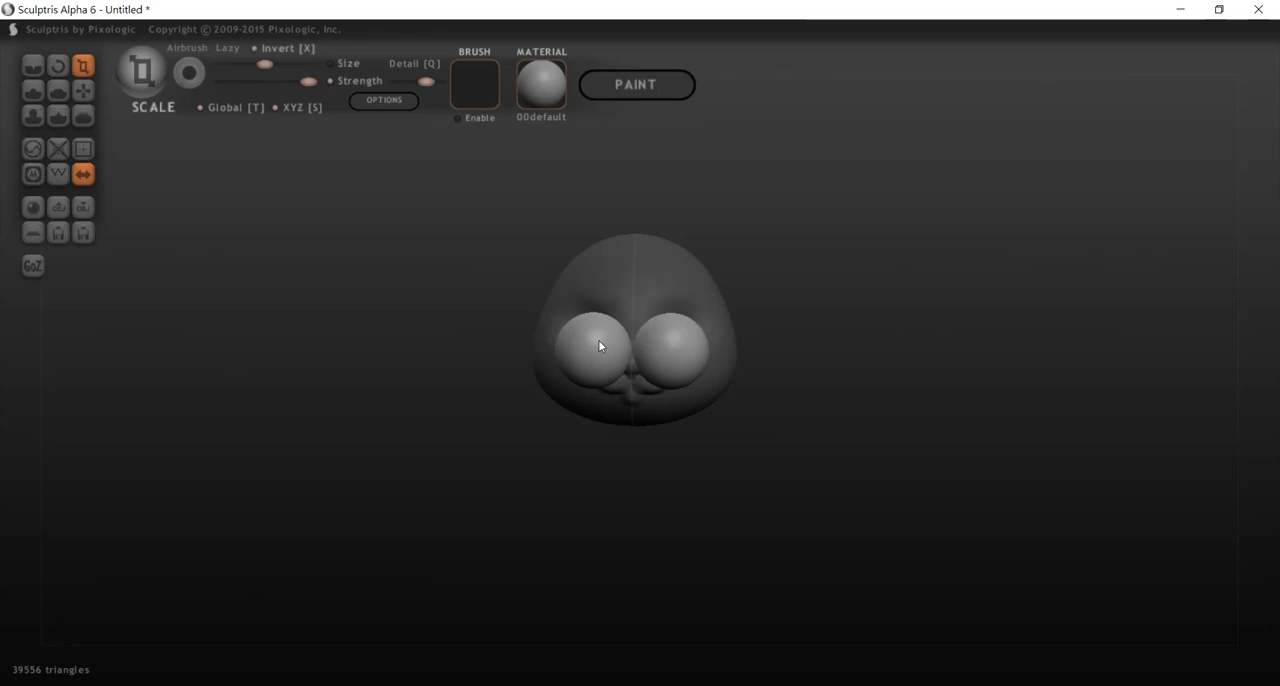 Sculptris Alpha 6 - Untitled *
Sculptris by Pixologic Copyright © 2009-2015 Pixologic, Inc.
Airbrush Lazy Invert [X]
BRUSH MATERIAL
Size Detail [Q]
Strength
PAINT
OPTIONS
SCALE Global [T] XYZ [S]
Enable 00default
GoZ
39556 triangles